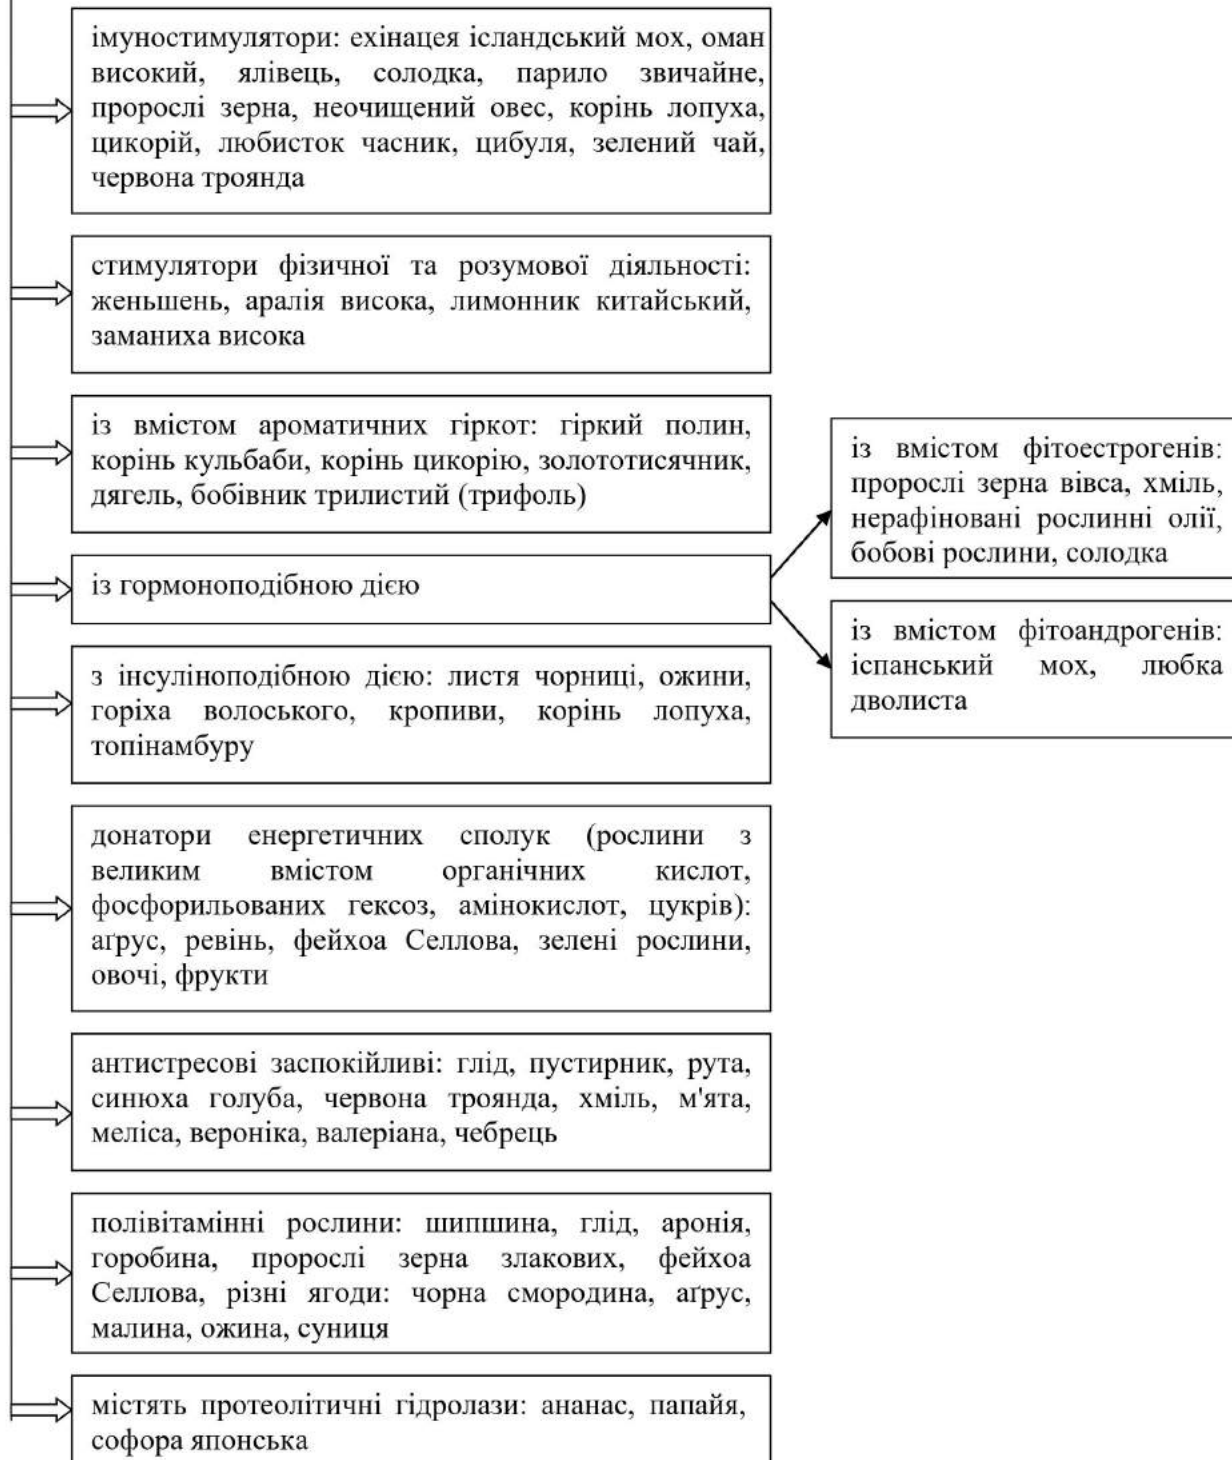 імуностимулятори: ехінацея ісландський мох, оман
високий, ялівець, солодка, парило звичайне,
пророслі зерна, неочищений овес, корінь лопуха,
цикорій, любисток часник, цибуля, зелений чай,
червона троянда
стимулятори фізичної та розумової діяльності:
женьшень, аралія висока, лимонник китайський,
заманиха висока
із вмістом ароматичних гіркот: гіркий полин,
корінь кульбаби, корінь цикорію, золототисячник,
дягель, бобівник трилистий (трифоль)
із гормоноподібною дією
із вмістом фітоестрогенів:
пророслі зерна вівса, хміль,
нерафіновані рослинні олії,
бобові рослини, солодка
із вмістом фітоандрогенів:
іспанський мох, любка
дволиста
з інсуліноподібною дією: листя чорниці, ожини,
горіха волоського, кропиви, корінь лопуха,
топінамбуру
донатори енергетичних сполук (рослини з
великим вмістом органічних кислот,
фосфорильованих гексоз, амінокислот, цукрів):
аґрус, ревінь, фейхоа Селлова, зелені рослини,
овочі, фрукти
антистресові заспокійливі: глід, пустирник, рута,
синюха голуба, червона троянда, хміль, м'ята,
меліса, вероніка, валеріана, чебрець
полівітамінні рослини: шипшина, глід, аронія,
горобина, пророслі зерна злакових, фейхоа
Селлова, різні ягоди: чорна смородина, аґрус,
малина, ожина, суниця
містять протеолітичні гідролази: ананас, папайя,
софора японська